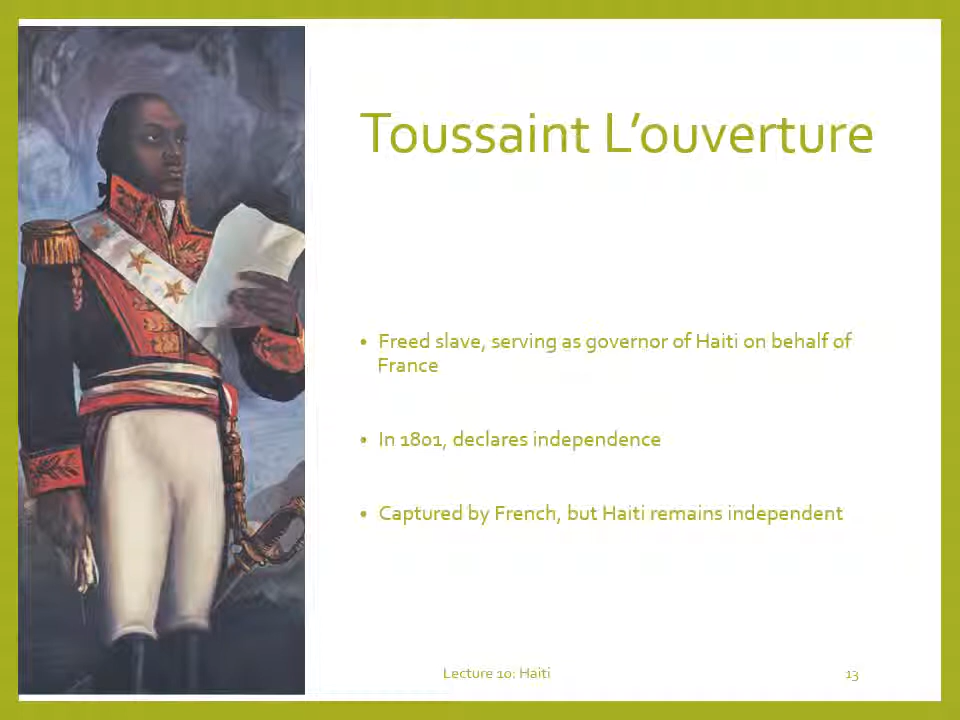 Toussaint L’ouverture
• Freed slave, serving as governor of Haiti on behalf of
France
• In 1801, declares independence
• Captured by French, but Haiti remains independent
Lecture 10: Haiti
13